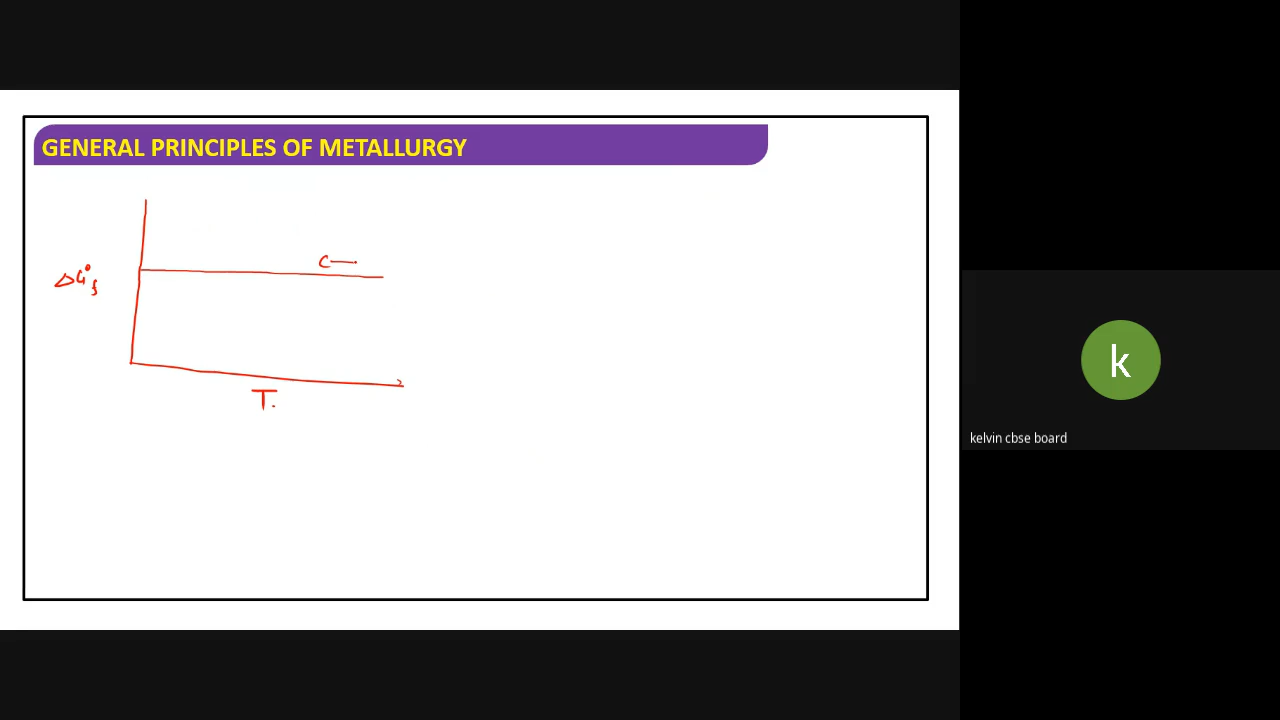 GENERAL PRINCIPLES OF METALLURGY
C—
ΔG°f
T.
k
kelvin cbse board